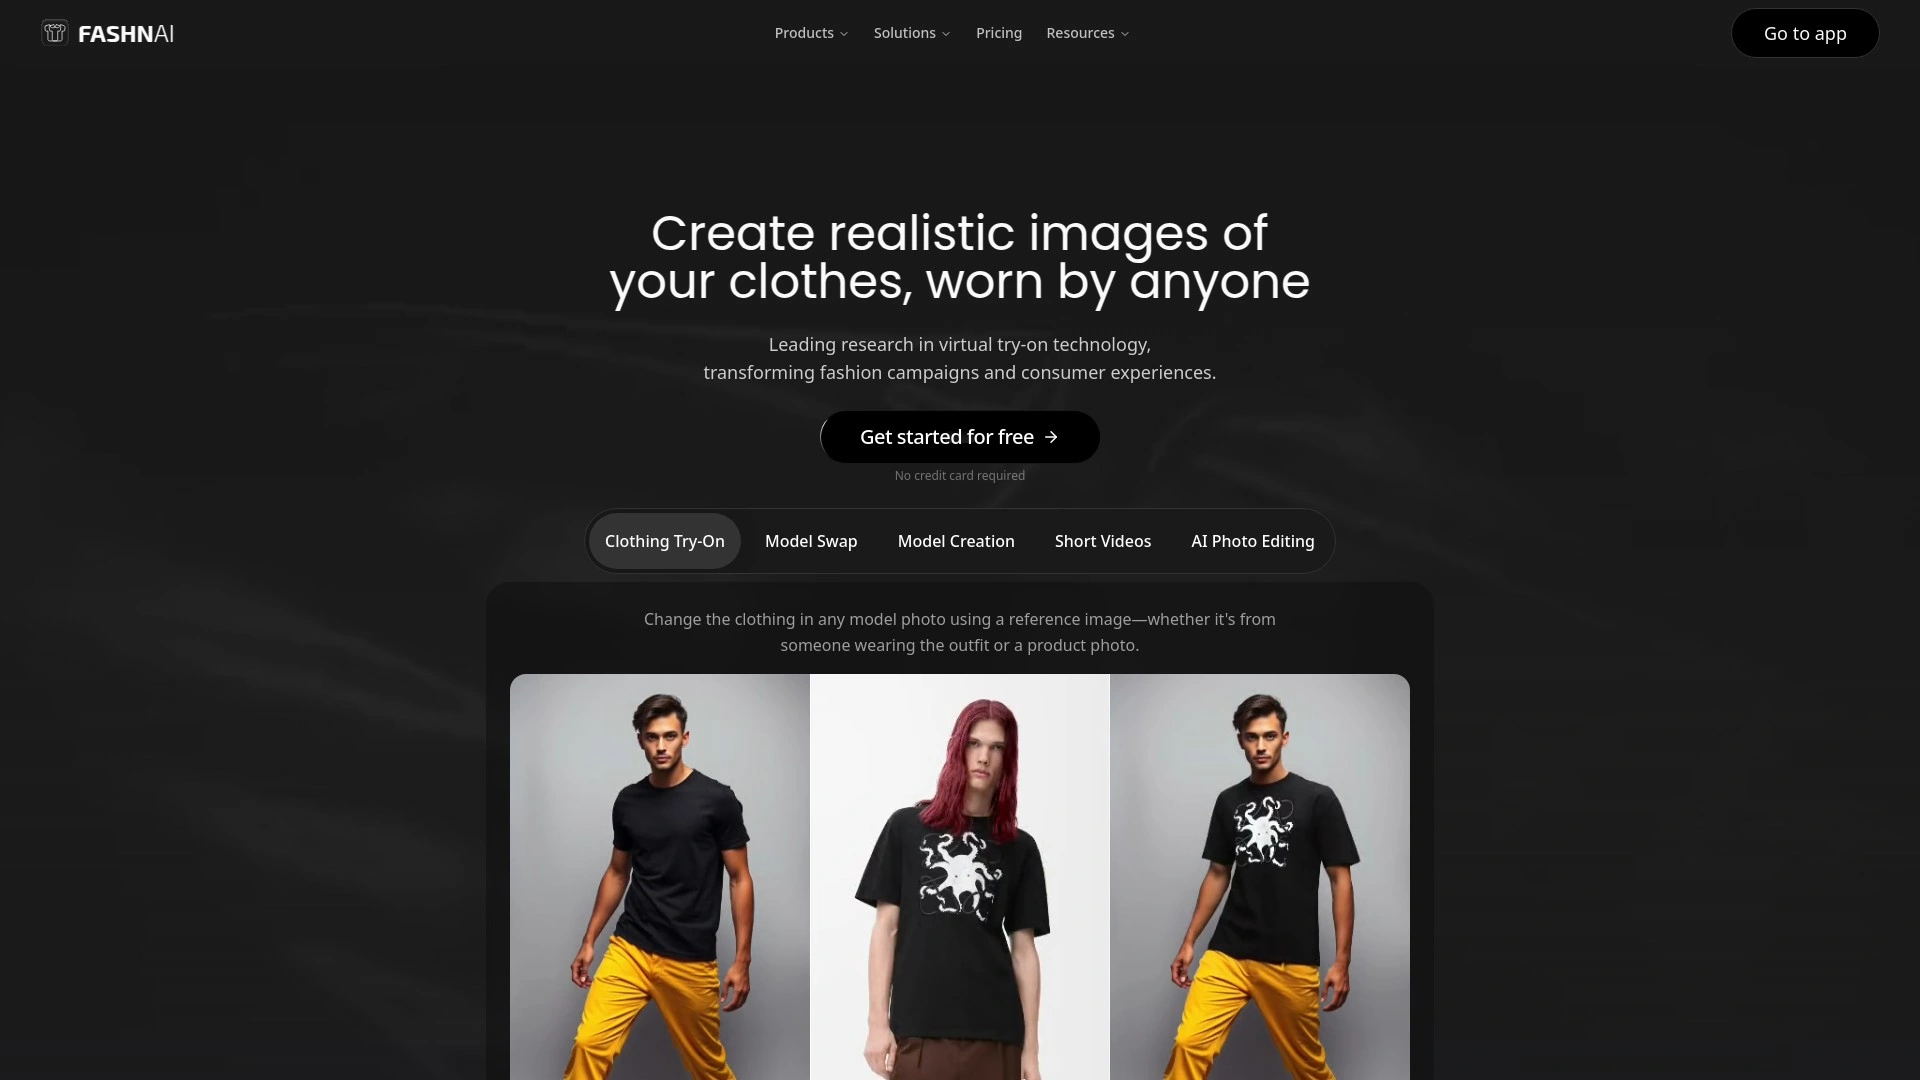 FASHNAI
Products
Solutions
Pricing
Resources
Go to app
Create realistic images of
your clothes, worn by anyone
Leading research in virtual try-on technology,
transforming fashion campaigns and consumer experiences.
Get started for free
No credit card required
Clothing Try-On
Model Swap
Model Creation
Short Videos
AI Photo Editing
Change the clothing in any model photo using a reference image—whether it's from
someone wearing the outfit or a product photo.